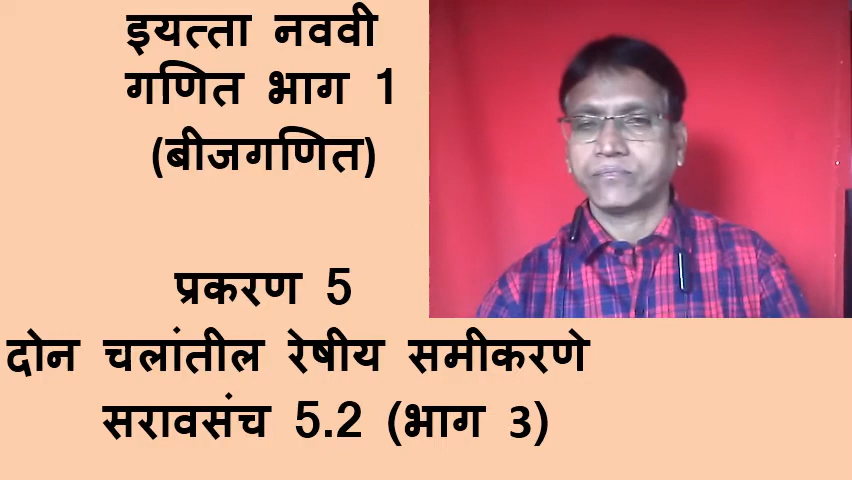 इयत्ता नववी
गणित भाग 1
(बीजगणित)
प्रकरण 5
दोन चलांतील रेषीय समीकरणे
सरावसंच 5.2 (भाग 3)